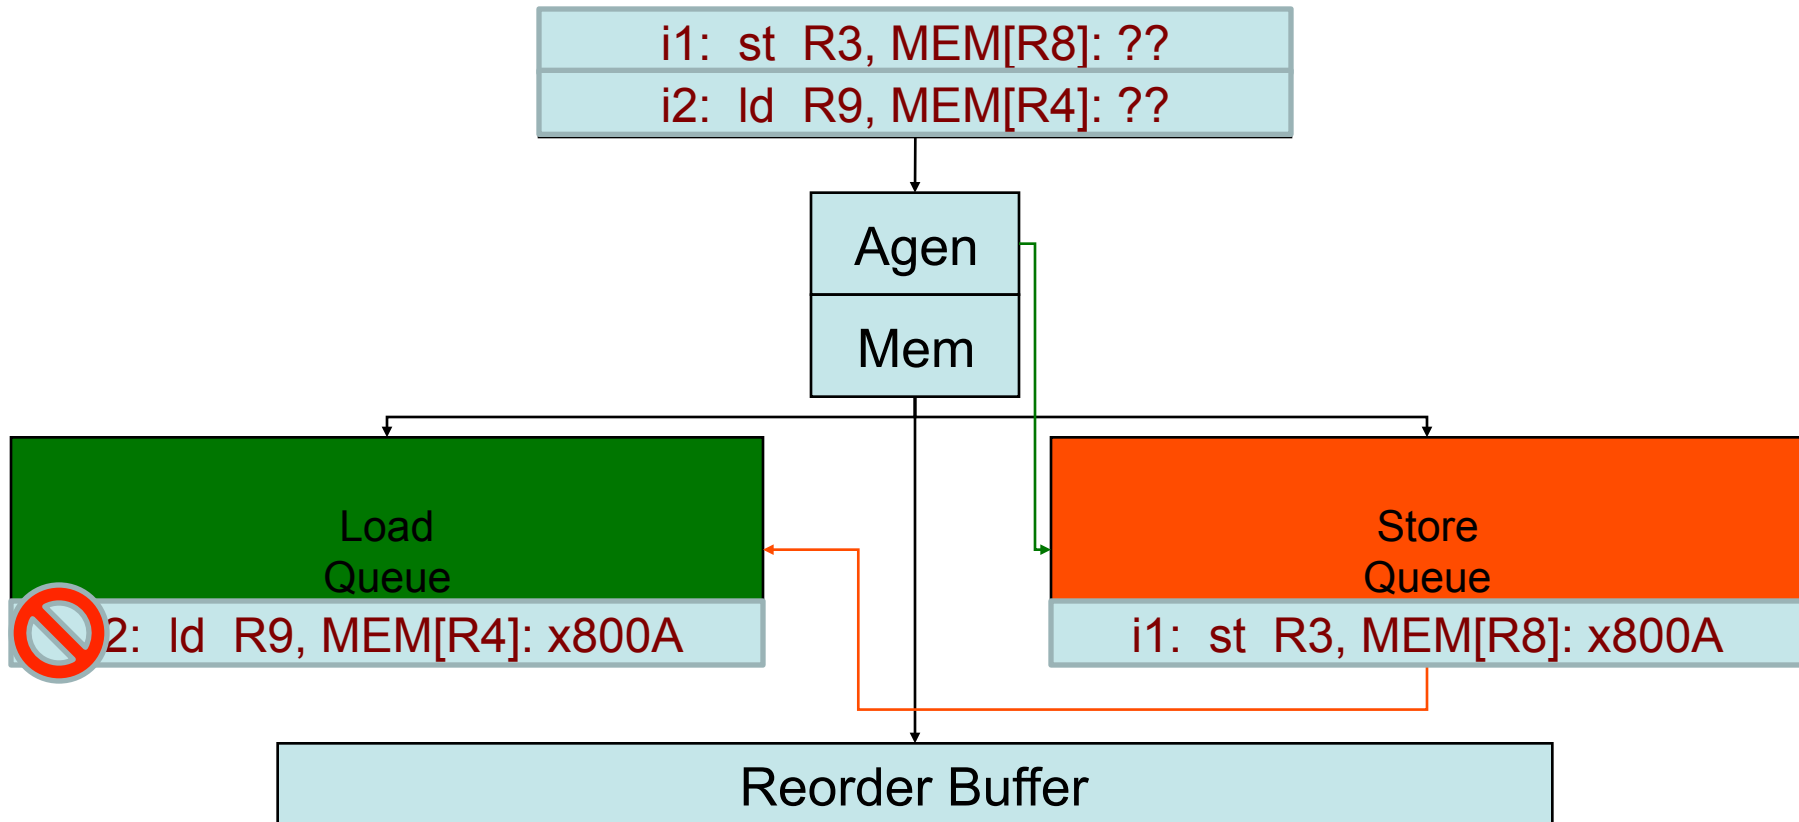 i1: st R3, MEM[R8]: ??
i2: ld R9, MEM[R4]: ??
Agen
Mem
Load
Queue
Store
Queue
2: ld R9, MEM[R4]: x800A
i1: st R3, MEM[R8]: x800A
Reorder Buffer